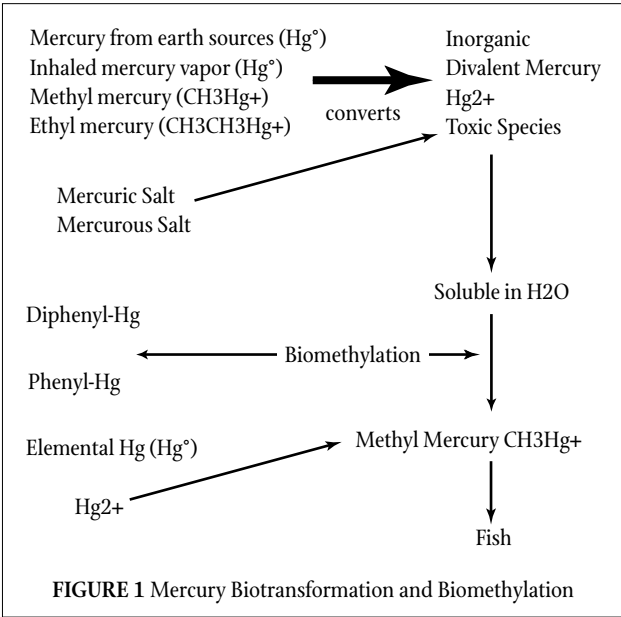 Mercury from earth sources (Hg°)
Inhaled mercury vapor (Hg°)
Methyl mercury (CH3Hg+)
Ethyl mercury (CH3CH3Hg+)
converts
Inorganic
Divalent Mercury
Hg2+
Toxic Species
Mercuric Salt
Mercurous Salt
Soluble in H2O
Diphenyl-Hg
Biomethylation
Phenyl-Hg
Elemental Hg (Hg°)
Methyl Mercury CH3Hg+
Hg2+
Fish
FIGURE 1 Mercury Biotransformation and Biomethylation